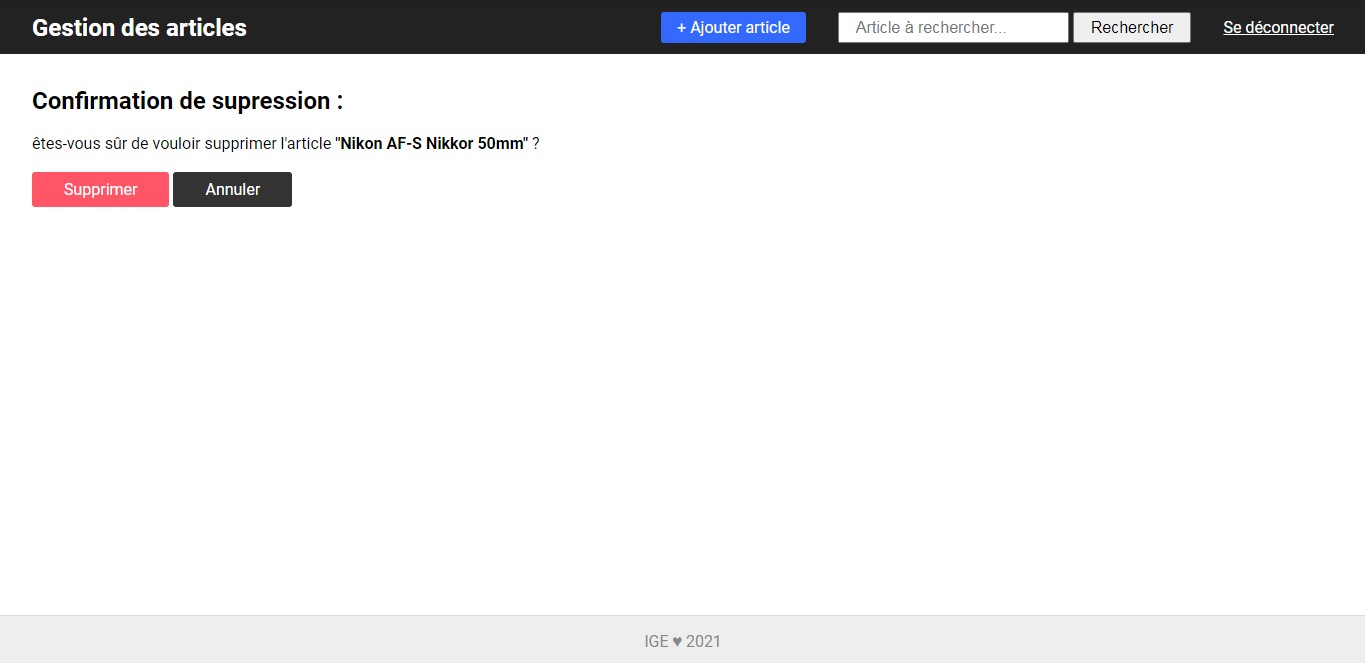 Gestion des articles
+ Ajouter article
Article à rechercher...
Rechercher
Se déconnecter
Confirmation de supression :
êtes-vous sûr de vouloir supprimer l'article "Nikon AF-S Nikkor 50mm" ?
Supprimer
Annuler
IGE ♥ 2021